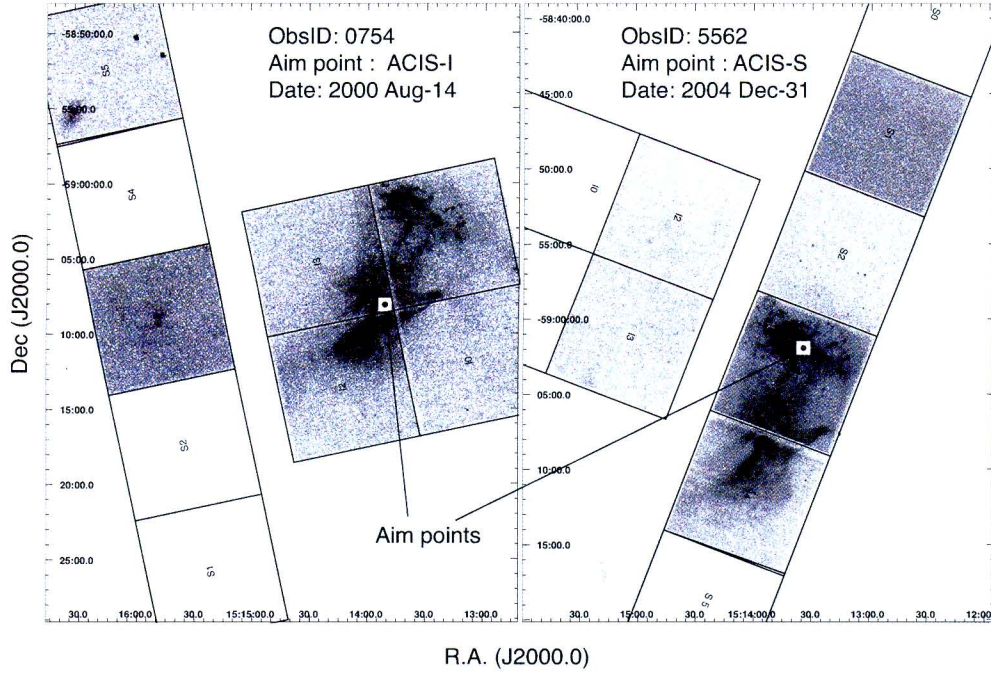 ObsID: 0754
Aim point : ACIS-I
Date: 2000 Aug-14
-58:50:00.0
55:00.0
-59:00:00.0
05:00.0
10:00.0
15:00.0
20:00.0
25:00.0
S5
S4
S2
S1
I3
I2
I0
30.0 16:00.0 30.0 15:15:00.0 30.0 14:00.0 30.0 13:00.0
ObsID: 5562
Aim point : ACIS-S
Date: 2004 Dec-31
-58:40:00.0
45:00.0
50:00.0
55:00.0
-59:00:00.0
05:00.0
10:00.0
15:00.0
S0
S1
S2
S5
I0
I2
I3
30.0 15:00.0 30.0 15:14:00.0 30.0 13:00.0 30.0 12:00
Aim points
Dec (J2000.0)
R.A. (J2000.0)